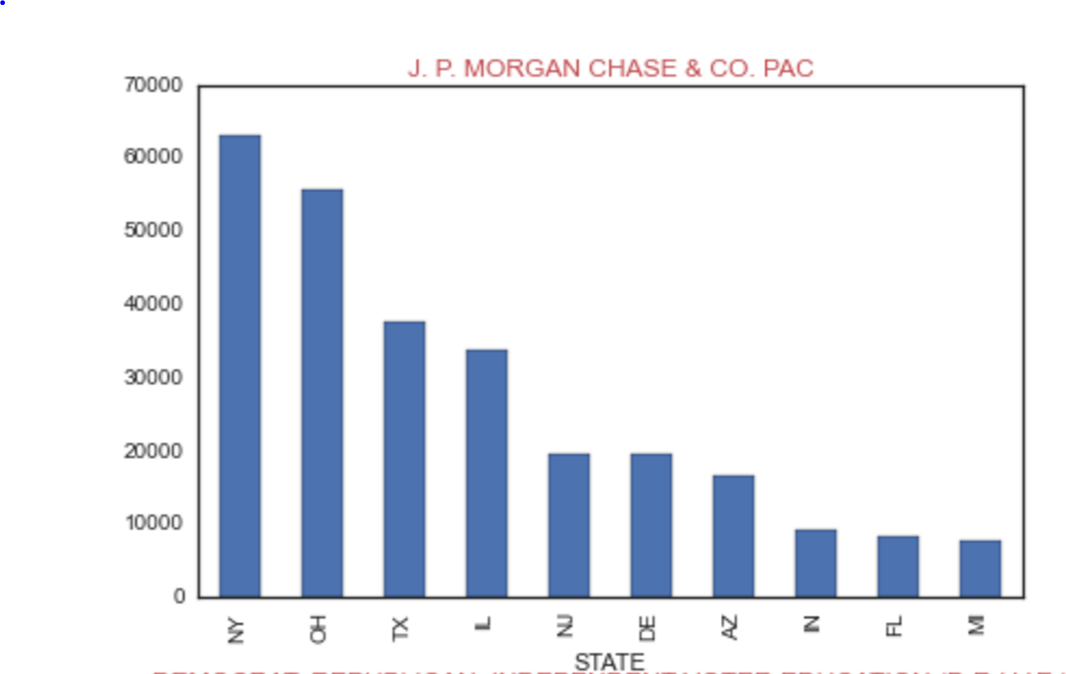 J. P. MORGAN CHASE & CO. PAC
70000
60000
50000
40000
30000
20000
10000
0
NY OH TX IL NJ DE AZ IN FL MI
STATE